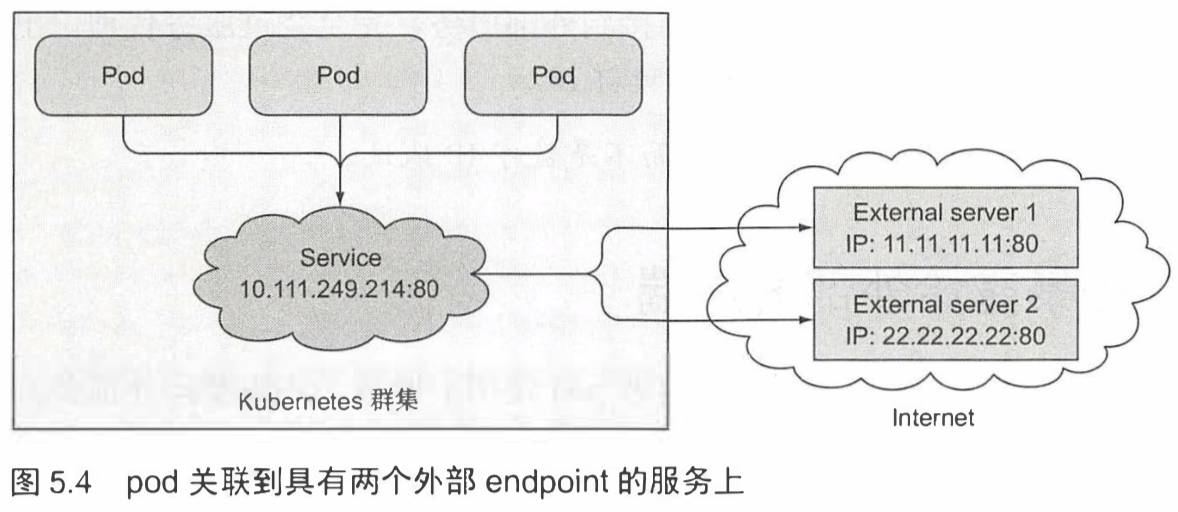 Pod
Pod
Pod
Service
10.111.249.214:80
External server 1
IP: 11.11.11.11:80
External server 2
IP: 22.22.22.22:80
Kubernetes 群集
Internet
图 5.4 pod 关联到具有两个外部 endpoint 的服务上